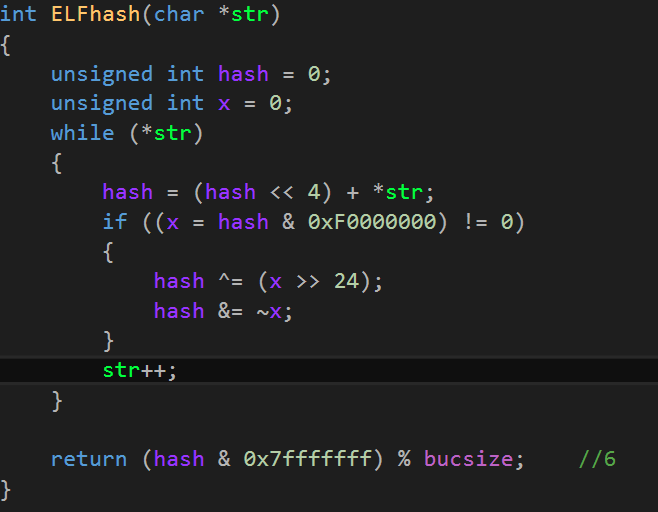 int ELFhash(char *str)
{
    unsigned int hash = 0;
    unsigned int x = 0;
    while (*str)
    {
        hash = (hash << 4) + *str;
        if ((x = hash & 0xF0000000) != 0)
        {
            hash ^= (x >> 24);
            hash &= ~x;
        }
        str++;
    }

    return (hash & 0x7fffffff) % bucsize;    //6
}